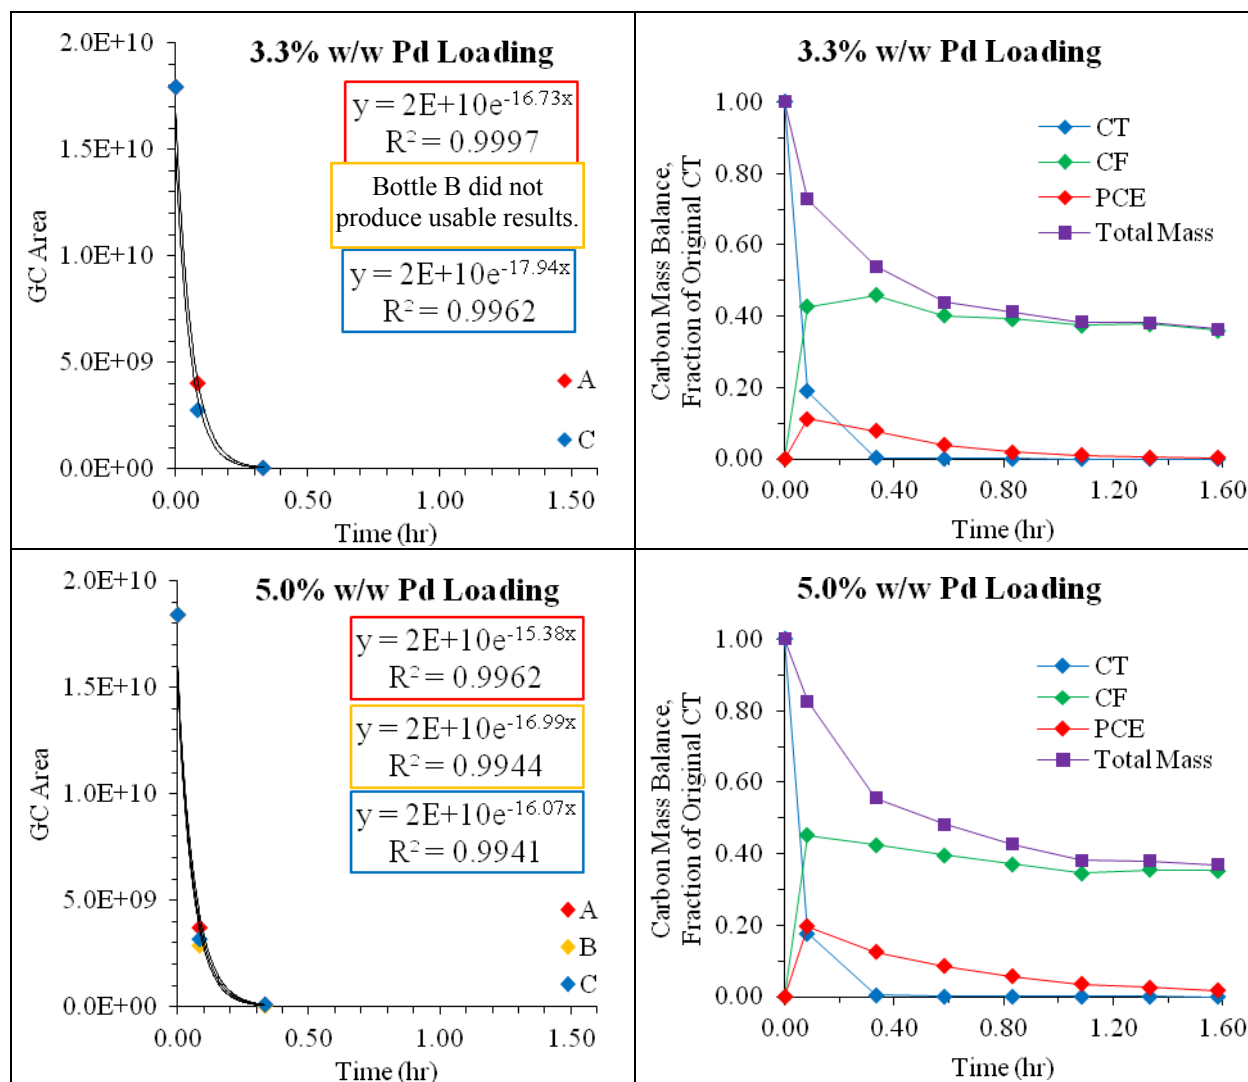 3.3% w/w Pd Loading
2.0E+10
1.5E+10
1.0E+10
5.0E+09
0.0E+00
GC Area
y = 2E+10e-16.73x
R² = 0.9997
Bottle B did not
produce usable results.
y = 2E+10e-17.94x
R² = 0.9962
A
C
0.00 0.50 1.00 1.50
Time (hr)
3.3% w/w Pd Loading
1.00
0.80
0.60
0.40
0.20
0.00
Carbon Mass Balance,
Fraction of Original CT
CT
CF
PCE
Total Mass
0.00 0.40 0.80 1.20 1.60
Time (hr)
5.0% w/w Pd Loading
2.0E+10
1.5E+10
1.0E+10
5.0E+09
0.0E+00
GC Area
y = 2E+10e-15.38x
R² = 0.9962
y = 2E+10e-16.99x
R² = 0.9944
y = 2E+10e-16.07x
R² = 0.9941
A
B
C
0.00 0.50 1.00 1.50
Time (hr)
5.0% w/w Pd Loading
1.00
0.80
0.60
0.40
0.20
0.00
Carbon Mass Balance,
Fraction of Original CT
CT
CF
PCE
Total Mass
0.00 0.40 0.80 1.20 1.60
Time (hr)